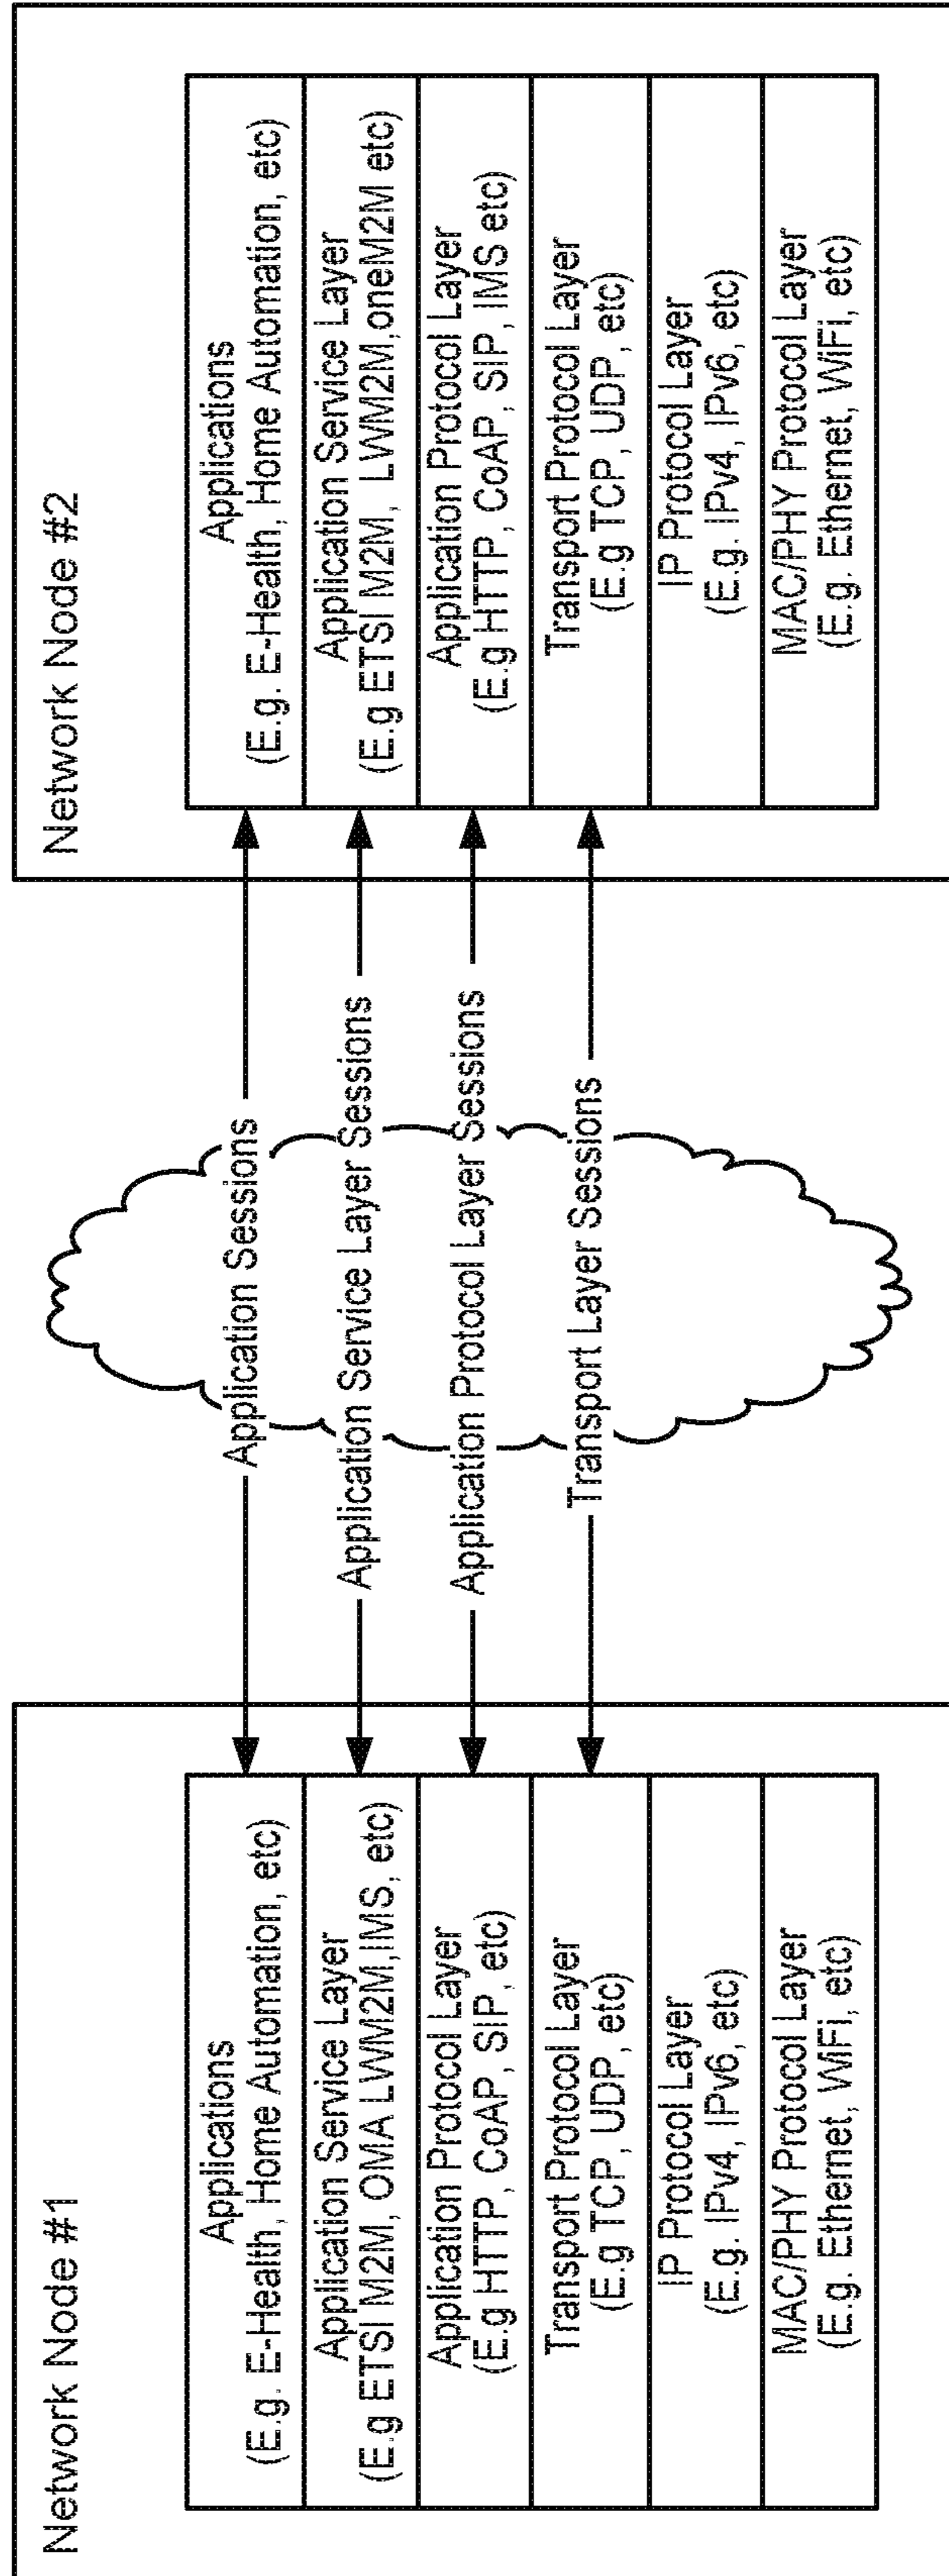 Network Node #1
Applications
(E.g. E-Health, Home Automation, etc)
Application Service Layer
(E.g ETSI M2M, OMA LWM2M,IMS, etc)
Application Protocol Layer
(E.g HTTP, CoAP, SIP, etc)
Transport Protocol Layer
(E.g TCP, UDP, etc)
IP Protocol Layer
(E.g. IPv4, IPv6, etc)
MAC/PHY Protocol Layer
(E.g. Ethernet, WiFi, etc)
Application Sessions
Application Service Layer Sessions
Application Protocol Layer Sessions
Transport Layer Sessions
Network Node #2
Applications
(E.g. E-Health, Home Automation, etc)
Application Service Layer
(E.g ETSI M2M, LWM2M,oneM2M etc)
Application Protocol Layer
(E.g HTTP, CoAP, SIP, IMS etc)
Transport Protocol Layer
(E.g TCP, UDP, etc)
IP Protocol Layer
(E.g. IPv4, IPv6, etc)
MAC/PHY Protocol Layer
(E.g. Ethernet, WiFi, etc)